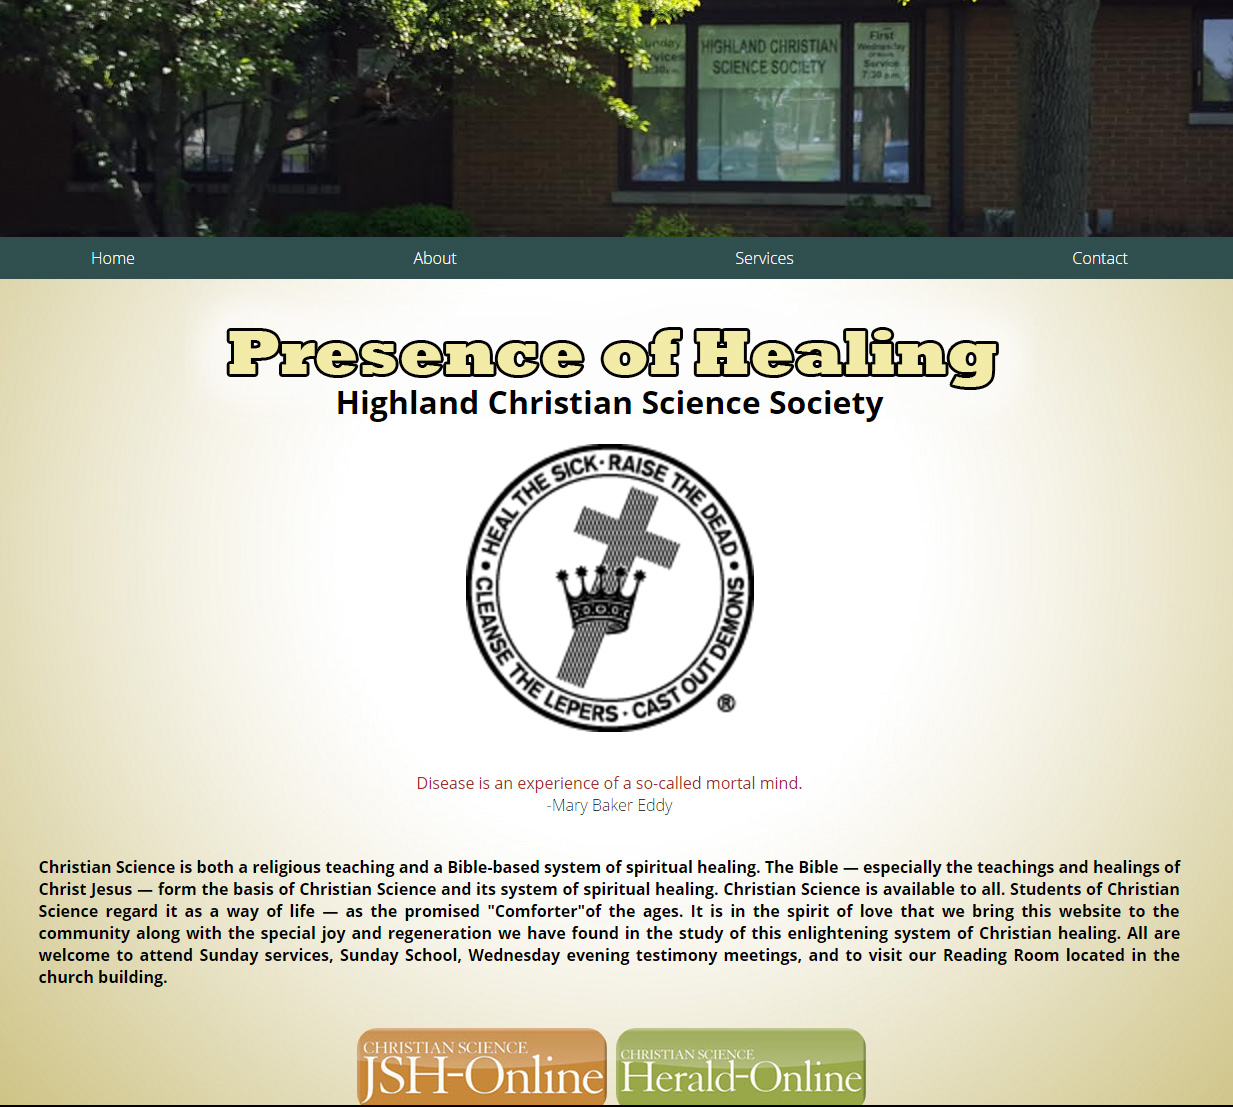 HIGHLAND CHRISTIAN
SCIENCE SOCIETY
First
Wednesday
Service
7:30 p.m.
Home
About
Services
Contact
Presence of Healing
Highland Christian Science Society
• HEAL THE SICK · RAISE THE DEAD •
CLEANSE THE LEPERS · CAST OUT DEMONS
®
Disease is an experience of a so-called mortal mind.
-Mary Baker Eddy
Christian Science is both a religious teaching and a Bible-based system of spiritual healing. The Bible — especially the teachings and healings of
Christ Jesus — form the basis of Christian Science and its system of spiritual healing. Christian Science is available to all. Students of Christian
Science regard it as a way of life — as the promised "Comforter"of the ages. It is in the spirit of love that we bring this website to the
community along with the special joy and regeneration we have found in the study of this enlightening system of Christian healing. All are
welcome to attend Sunday services, Sunday School, Wednesday evening testimony meetings, and to visit our Reading Room located in the
church building.
CHRISTIAN SCIENCE
JSH-Online
CHRISTIAN SCIENCE
Herald-Online